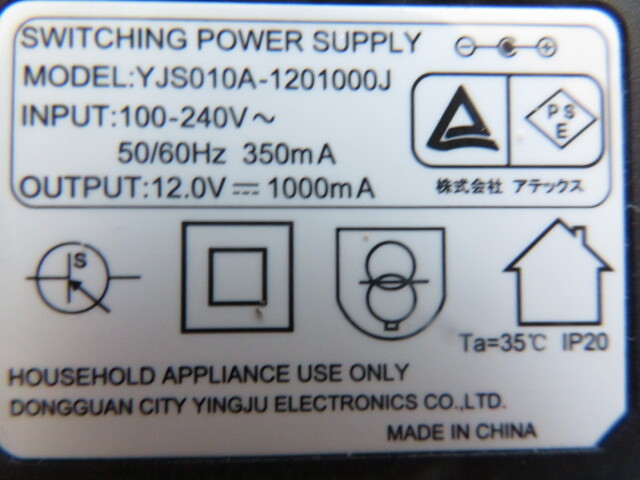 SWITCHING POWER SUPPLY
MODEL:YJS010A-1201000J
INPUT:100-240V～
50/60Hz 350mA
OUTPUT:12.0V⎓1000mA
P S
E
株式会社 アテックス
S
Ta=35℃ IP20
HOUSEHOLD APPLIANCE USE ONLY
DONGGUAN CITY YINGJU ELECTRONICS CO.,LTD.
MADE IN CHINA